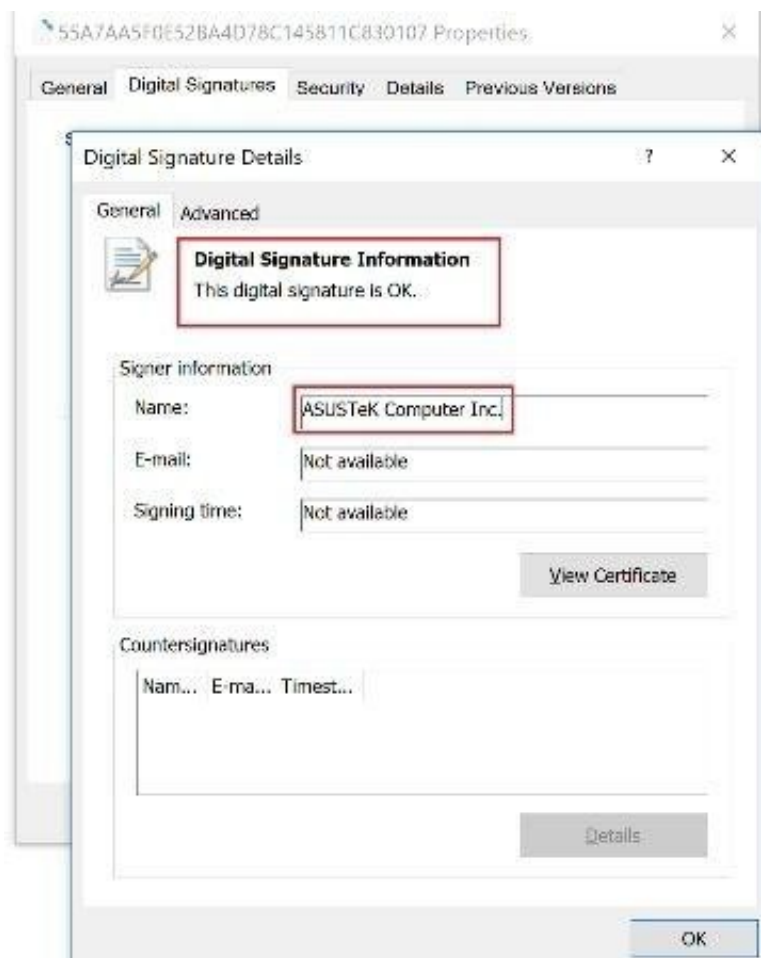 55A7AA5F0E52BA4D78C145811C830107 Properties
General Digital Signatures Security Details Previous Versions
Digital Signature Details
General Advanced
Digital Signature Information
This digital signature is OK.
Signer information
Name: ASUSTeK Computer Inc.
E-mail: Not available
Signing time: Not available
View Certificate
Countersignatures
Nam... E-ma... Timest...
Details
OK